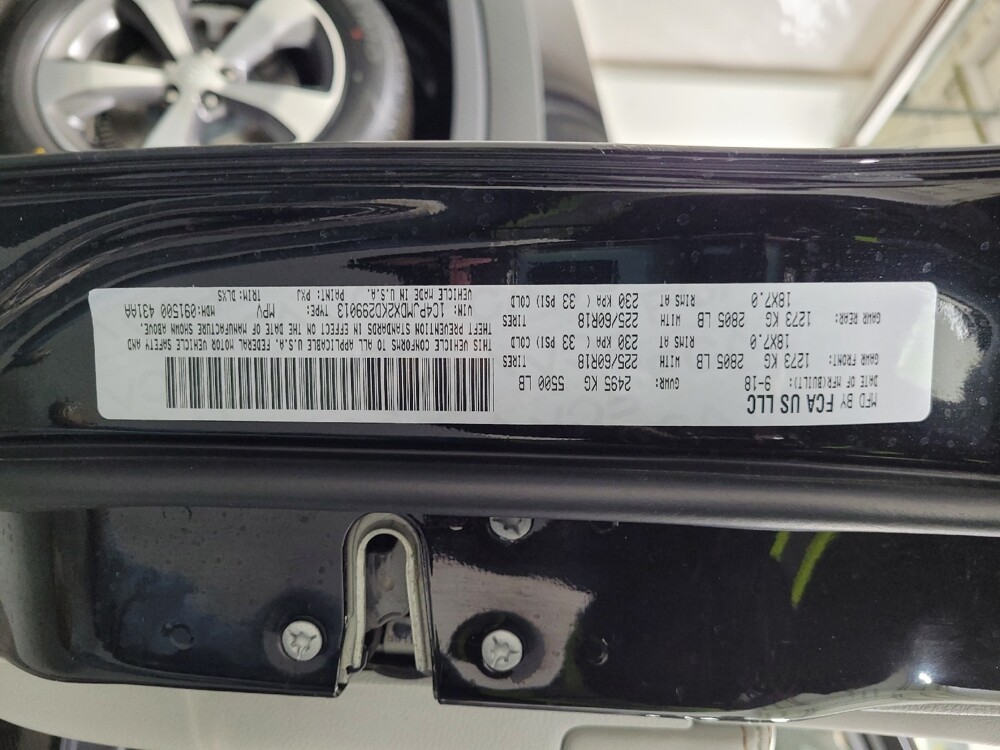 MFD BY FCA US LLC
DATE OF MFR(BUILT): 9-18 GVWR: 2495 KG 5500 LB
GAWR FRONT: 1273 KG 2805 LB WITH 225/60R18 TIRES
18X7.0 RIMS AT 230 KPA ( 33 PSI) COLD
GAWR REAR: 1273 KG 2805 LB WITH 225/60R18 TIRES
18X7.0 RIMS AT 230 KPA ( 33 PSI) COLD
THIS VEHICLE CONFORMS TO ALL APPLICABLE U.S.A. FEDERAL MOTOR VEHICLE SAFETY AND
THEFT PREVENTION STANDARDS IN EFFECT ON THE DATE OF MANUFACTURE SHOWN ABOVE.
VIN: 1C4PJMDX2KD299013 TYPE: MPV MDH:091500 431AA
VEHICLE MADE IN U.S.A. PAINT: PXJ TRIM: DLX5